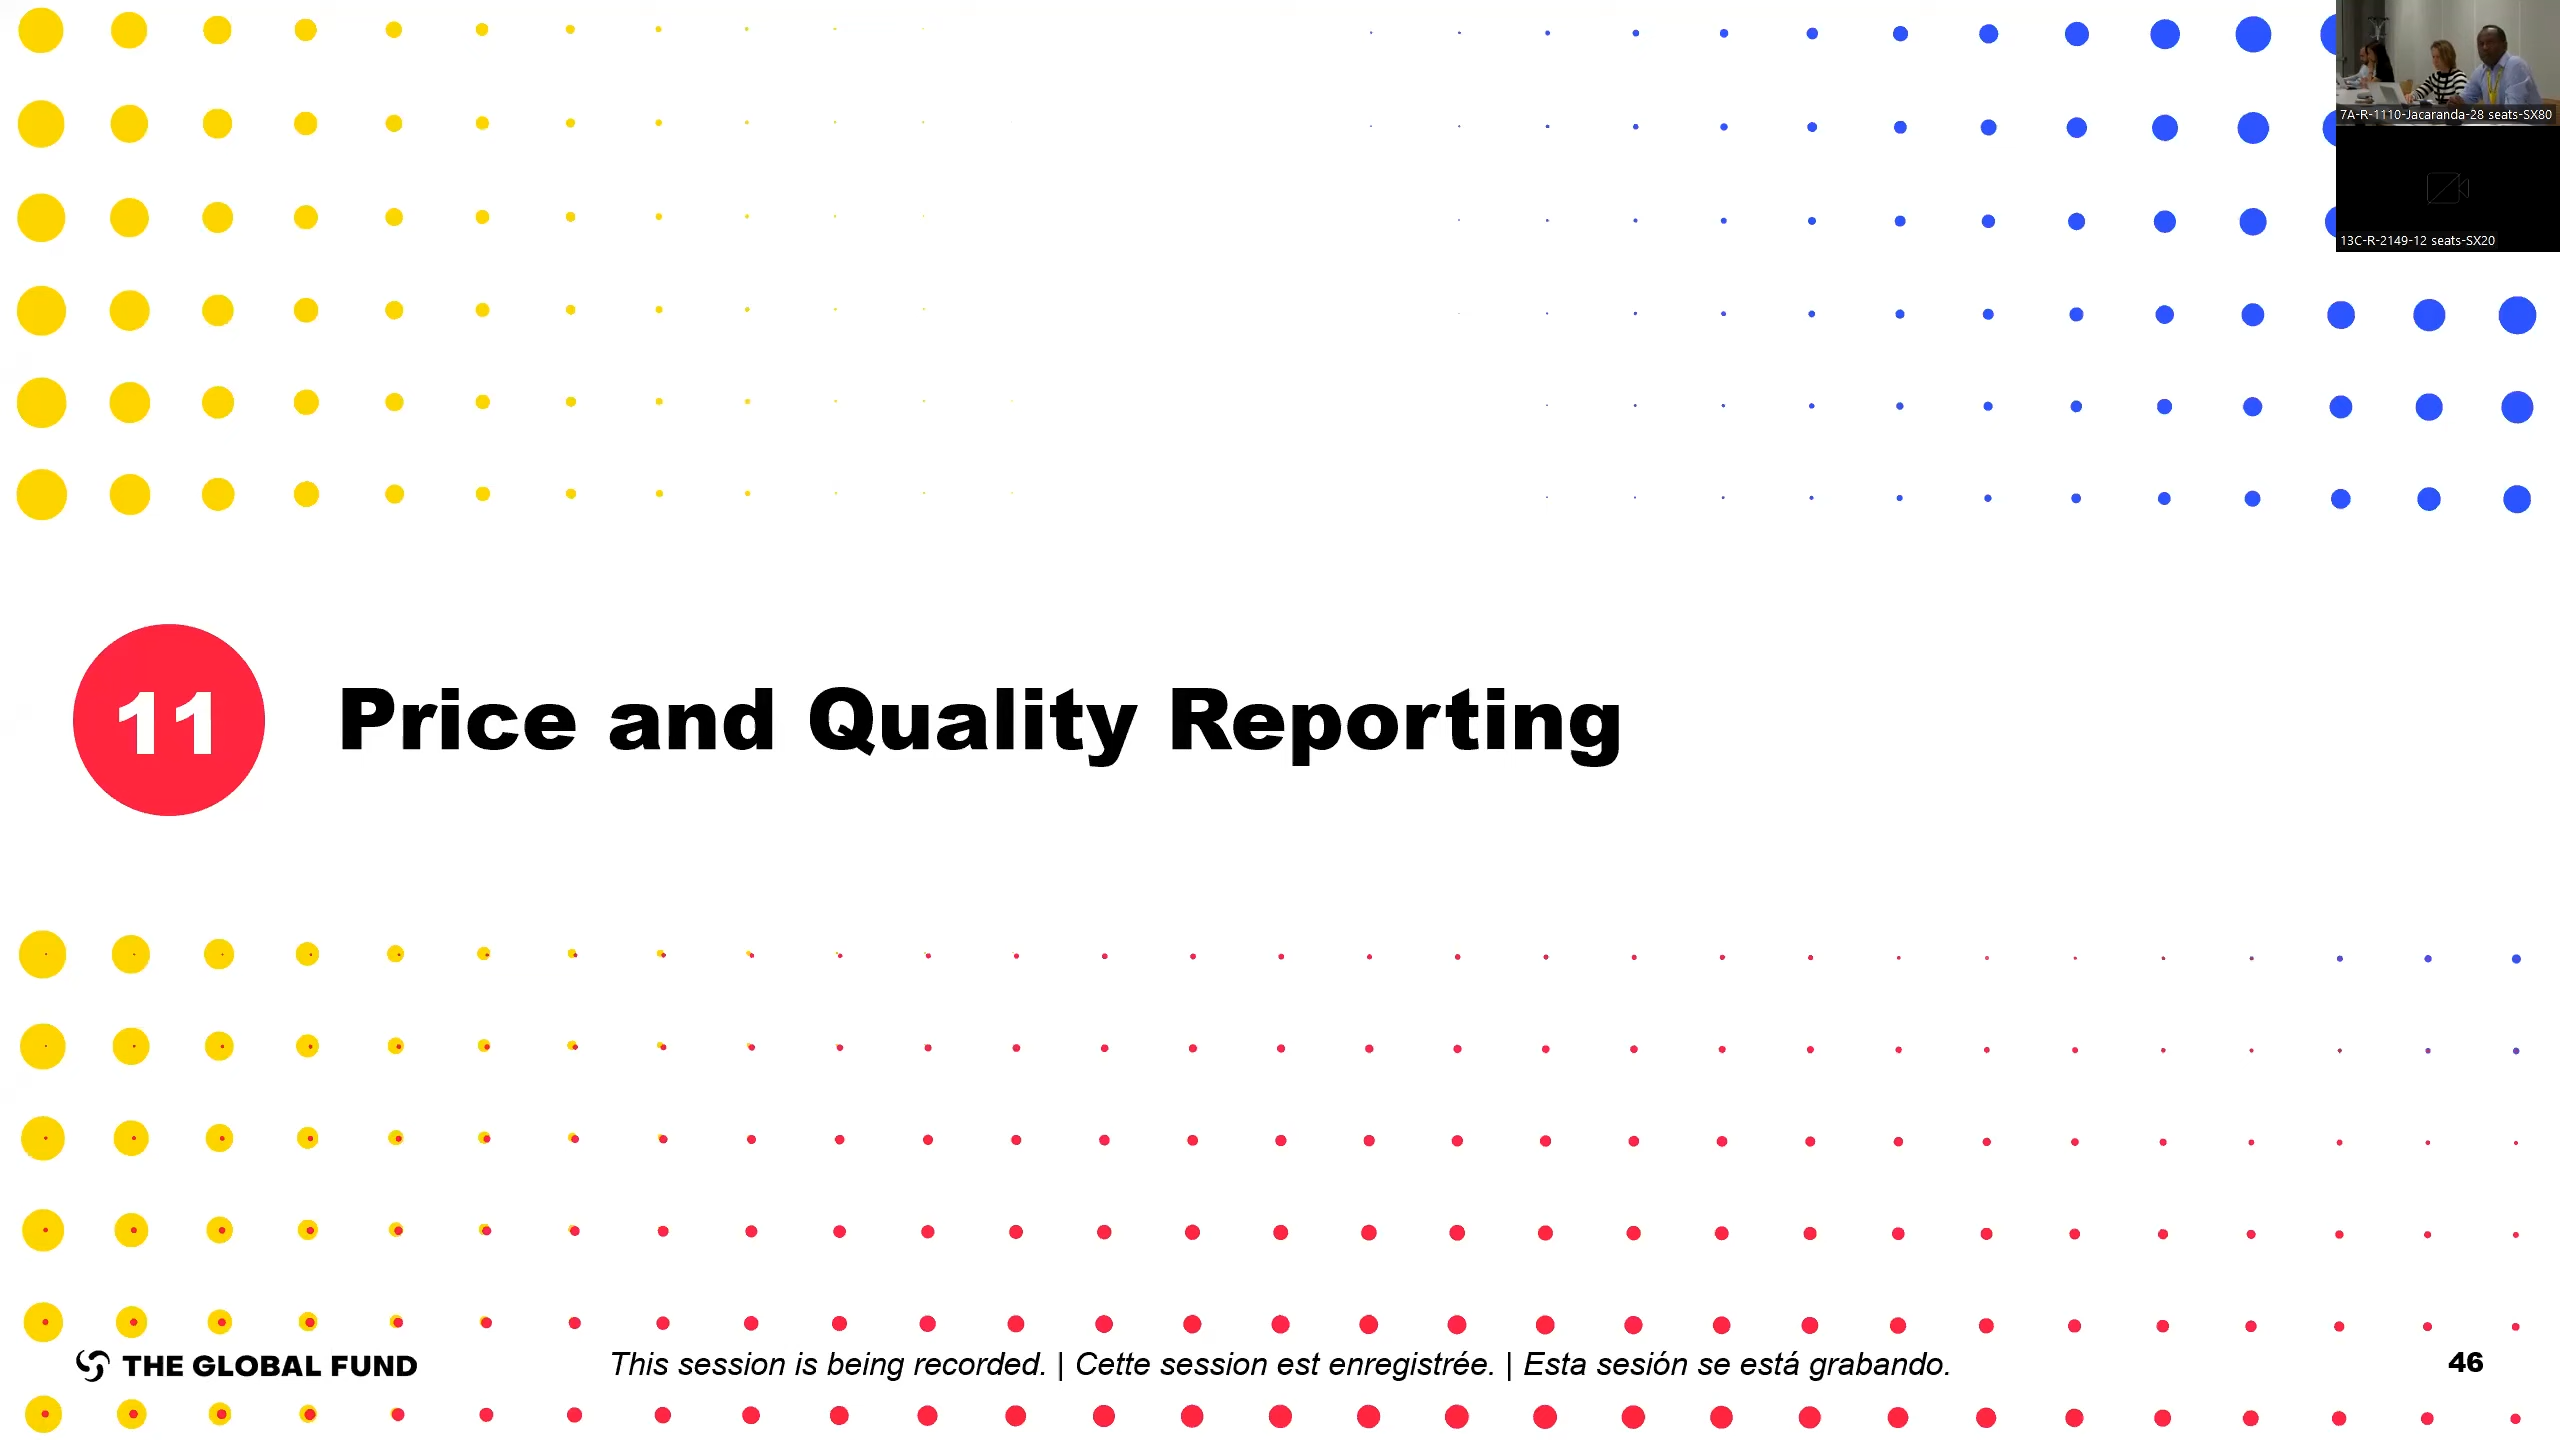 7A-R-1110-Jacaranda-28 seats-SX80
13C-R-2149-12 seats-SX20
11 Price and Quality Reporting
THE GLOBAL FUND
This session is being recorded. | Cette session est enregistrée. | Esta sesión se está grabando.
46